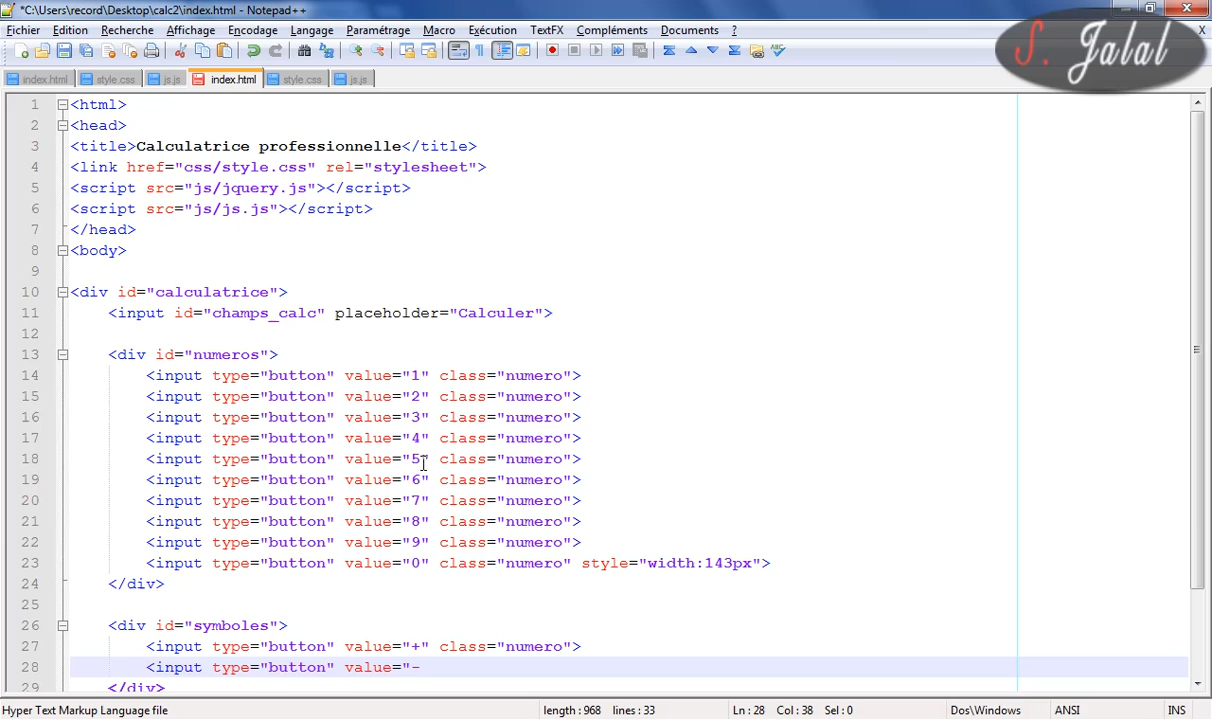 *C:\Users\record\Desktop\calc2\index.html - Notepad++
Fichier Edition Recherche Affichage Encodage Langage Paramétrage Macro Exécution TextFX Compléments Documents ? X
S. Jalal
index.html style.css js.js index.html style.css js.js
1 <html>
2 <head>
3 <title>Calculatrice professionnelle</title>
4 <link href="css/style.css" rel="stylesheet">
5 <script src="js/jquery.js"></script>
6 <script src="js/js.js"></script>
7 </head>
8 <body>
9
10 <div id="calculatrice">
11 <input id="champs_calc" placeholder="Calculer">
12
13 <div id="numeros">
14 <input type="button" value="1" class="numero">
15 <input type="button" value="2" class="numero">
16 <input type="button" value="3" class="numero">
17 <input type="button" value="4" class="numero">
18 <input type="button" value="5" class="numero">
19 <input type="button" value="6" class="numero">
20 <input type="button" value="7" class="numero">
21 <input type="button" value="8" class="numero">
22 <input type="button" value="9" class="numero">
23 <input type="button" value="0" class="numero" style="width:143px">
24 </div>
25
26 <div id="symboles">
27 <input type="button" value="+" class="numero">
28 <input type="button" value="-
29 </div>
Hyper Text Markup Language file length : 968 lines : 33 Ln : 28 Col : 38 Sel : 0 Dos\Windows ANSI INS